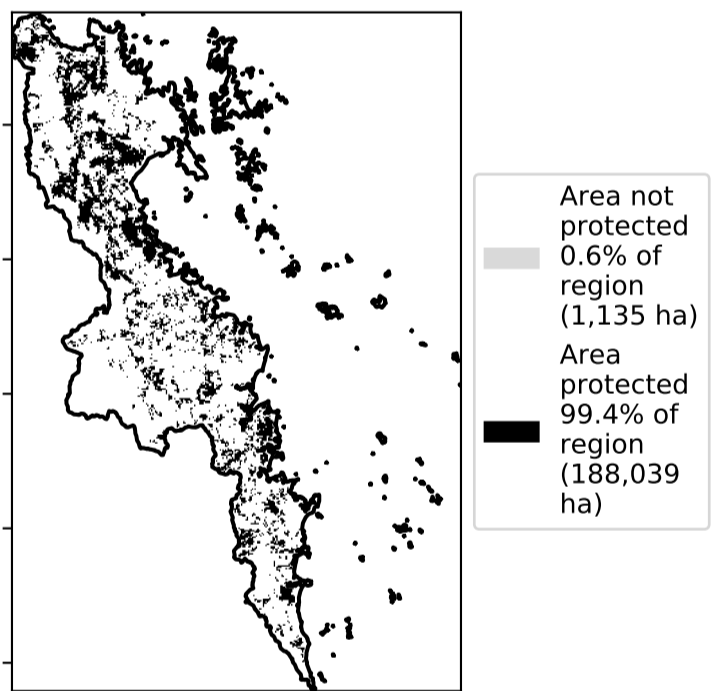 Area not
protected
0.6% of
region
(1,135 ha)
Area
protected
99.4% of
region
(188,039
ha)